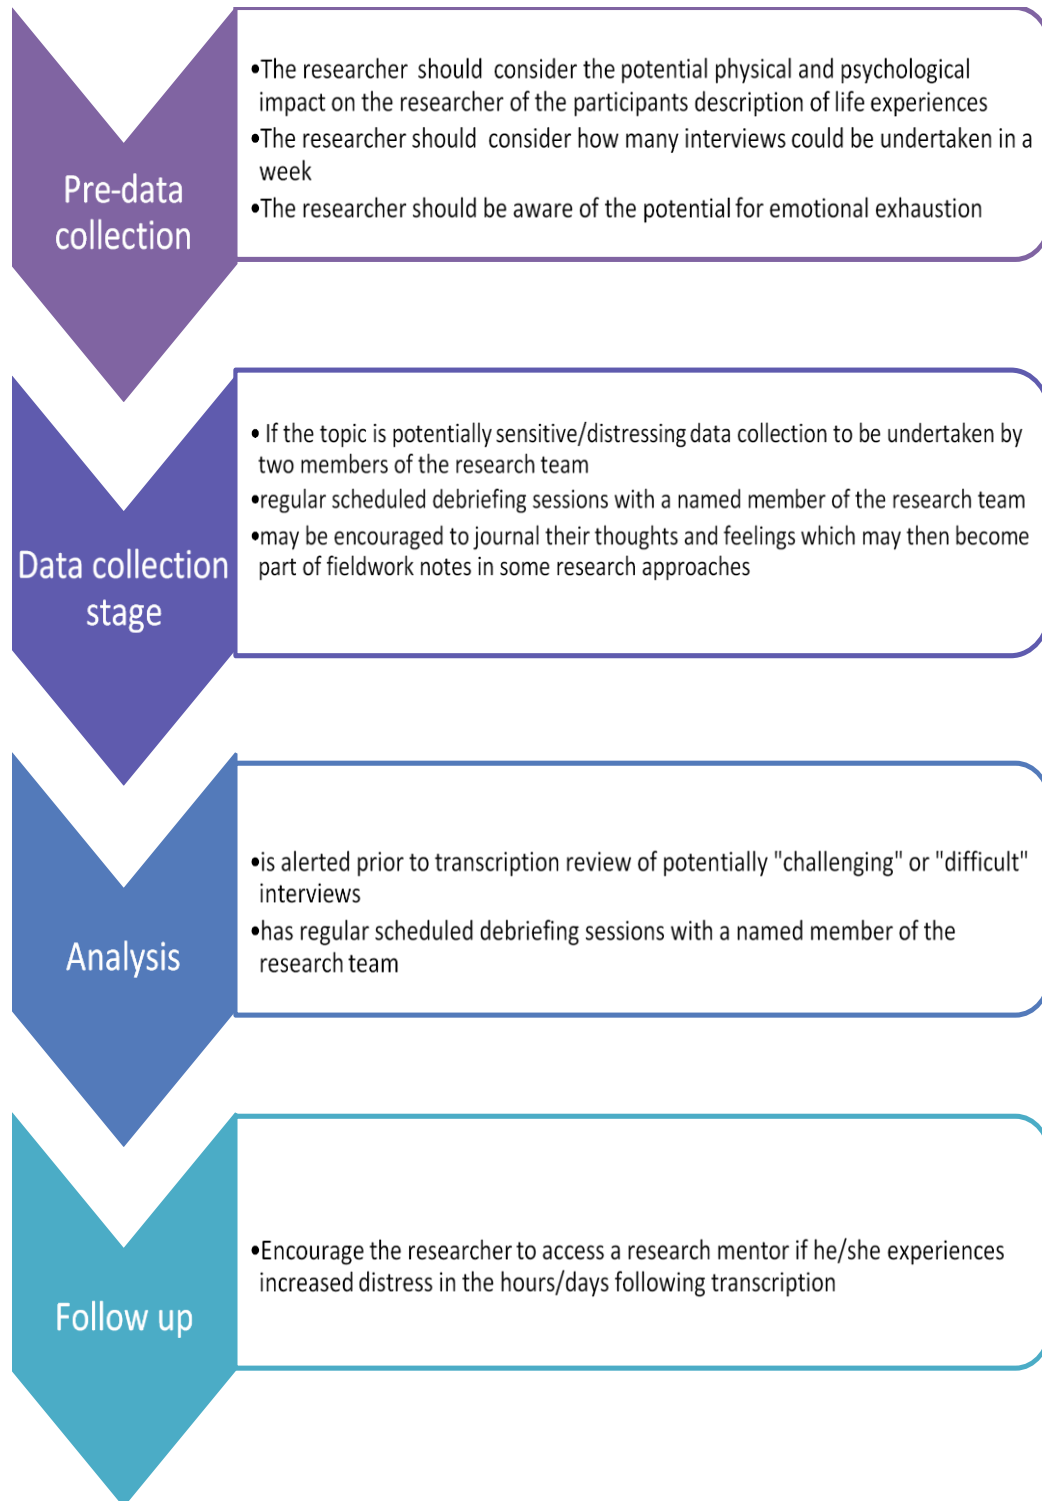 Pre-data
collection
•The researcher should consider the potential physical and psychological
impact on the researcher of the participants description of life experiences
•The researcher should consider how many interviews could be undertaken in a
week
•The researcher should be aware of the potential for emotional exhaustion
Data collection
stage
• If the topic is potentially sensitive/distressing data collection to be undertaken by
two members of the research team
•regular scheduled debriefing sessions with a named member of the research team
•may be encouraged to journal their thoughts and feelings which may then become
part of fieldwork notes in some research approaches
Analysis
•is alerted prior to transcription review of potentially "challenging" or "difficult"
interviews
•has regular scheduled debriefing sessions with a named member of the
research team
Follow up
•Encourage the researcher to access a research mentor if he/she experiences
increased distress in the hours/days following transcription